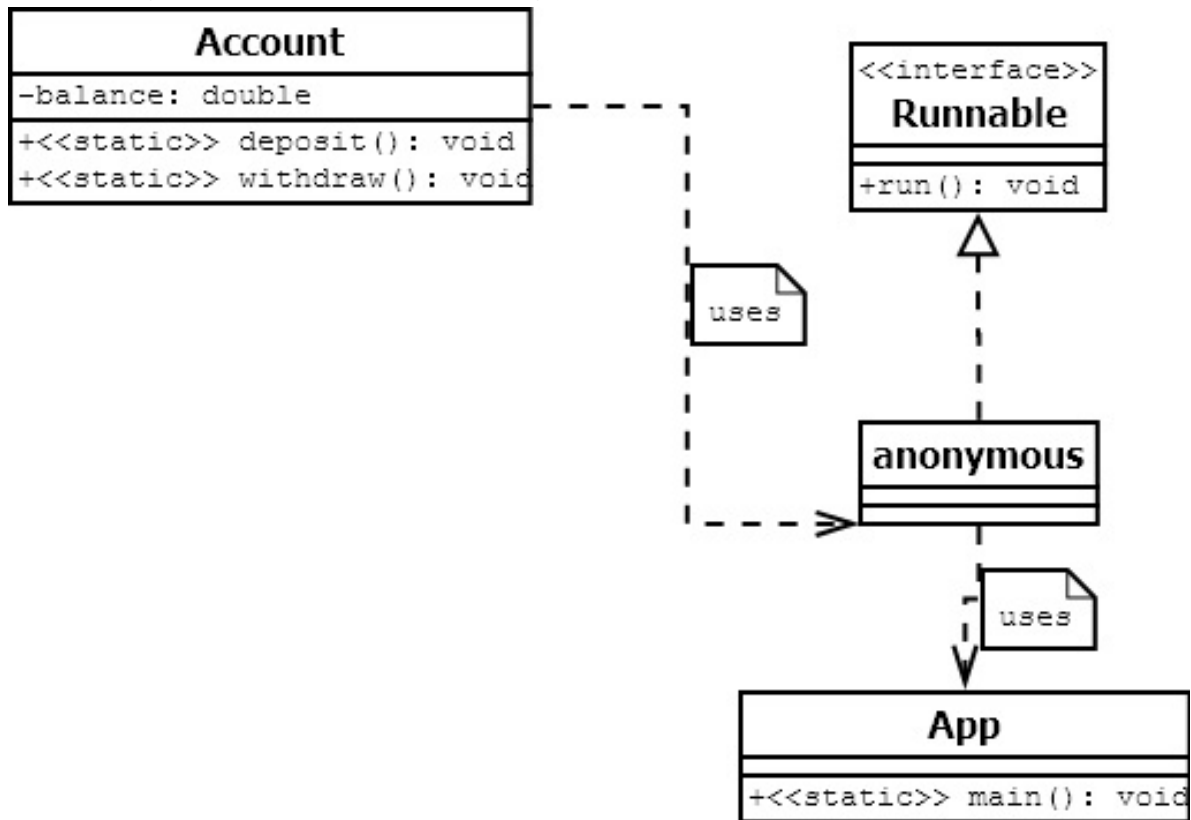 Account
-balance: double
+<<static>> deposit(): void
+<<static>> withdraw(): void
<<interface>>
Runnable
+run(): void
uses
anonymous
uses
App
+<<static>> main(): void